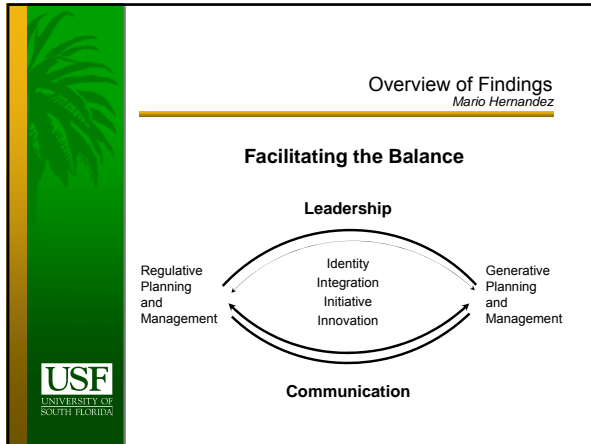 Overview of Findings
Mario Hernandez
Facilitating the Balance
Leadership
Regulative
Planning
and
Management
Identity
Integration
Initiative
Innovation
Generative
Planning
and
Management
Communication
USF
UNIVERSITY OF
SOUTH FLORIDA